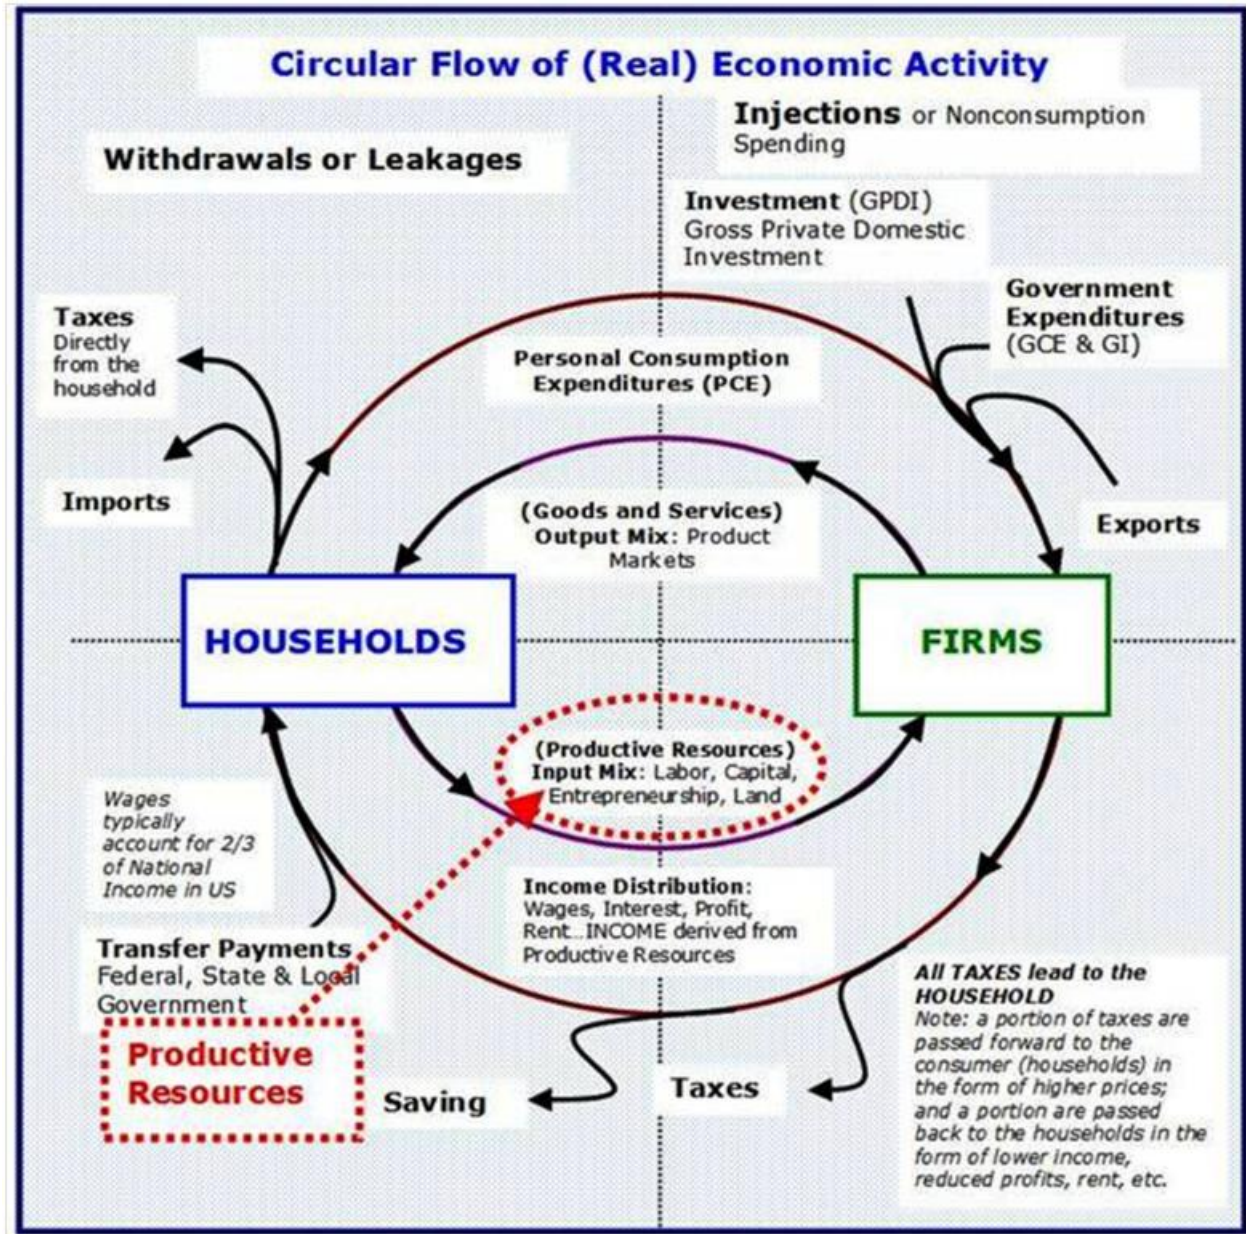 Circular Flow of (Real) Economic Activity
Withdrawals or Leakages
Injections or Nonconsumption
Spending
Investment (GPDI)
Gross Private Domestic
Investment
Government
Expenditures
(GCE & GI)
Taxes
Directly
from the
household
Imports
Personal Consumption
Expenditures (PCE)
(Goods and Services)
Output Mix: Product
Markets
Exports
HOUSEHOLDS
FIRMS
(Productive Resources)
Input Mix: Labor, Capital,
Entrepreneurship, Land
Wages
typically
account for 2/3
of National
Income in US
Income Distribution:
Wages, Interest, Profit,
Rent...INCOME derived from
Productive Resources
Transfer Payments
Federal, State & Local
Government
Productive
Resources
Saving
Taxes
All TAXES lead to the
HOUSEHOLD
Note: a portion of taxes are
passed forward to the
consumer (households) in
the form of higher prices;
and a portion are passed
back to the households in the
form of lower income,
reduced profits, rent, etc.